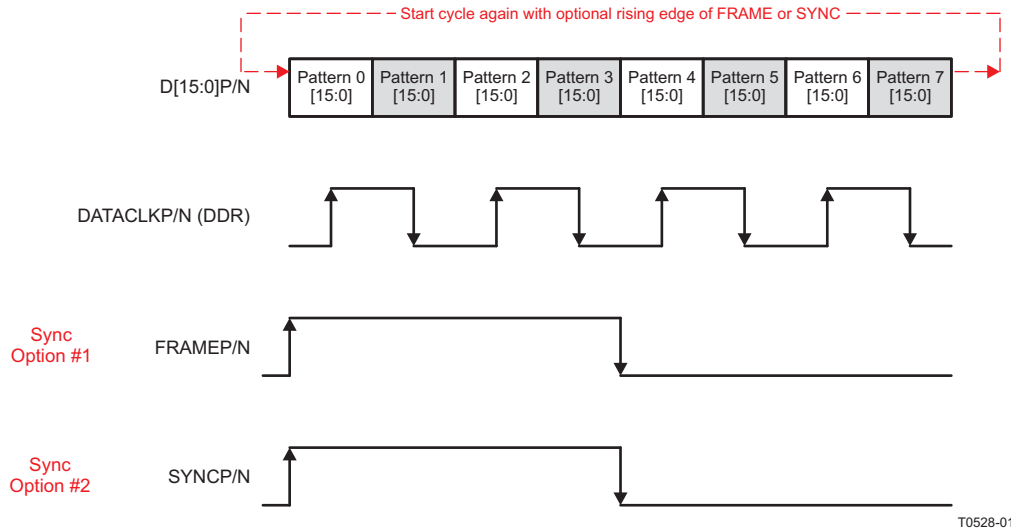 Start cycle again with optional rising edge of FRAME or SYNC
D[15:0]P/N
Pattern 0
[15:0]
Pattern 1
[15:0]
Pattern 2
[15:0]
Pattern 3
[15:0]
Pattern 4
[15:0]
Pattern 5
[15:0]
Pattern 6
[15:0]
Pattern 7
[15:0]
DATACLKP/N (DDR)
Sync
Option #1
FRAMEP/N
Sync
Option #2
SYNCP/N
T0528-01